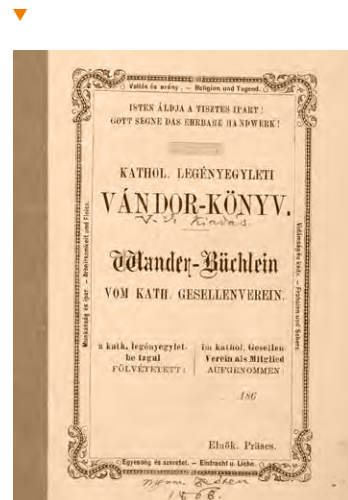 Vallás és erény. – Religion und Tugend.
ISTEN ÁLDJA A TISZTES IPART!
GOTT SEGNE DAS EHRBARE HANDWERK!
KATHOL. LEGÉNYEGYLETI
VÁNDOR-KÖNYV.
kiadás.
Wander-Büchlein
VOM KATH. GESELLENVEREIN.
a kath. legényegylet-
be tagul
FÖLVÉTETETT:
im kathol. Gesellen
Verein als Mitglied
AUFGENOMMEN:
186
Elnök. Präses.
Munkásság és ipar. – Arbeitsamkeit und Fleiss.
Vidámság és kedv. – Frohsinn und Scherz.
Egyesség és szeretet. – Eintracht u. Liebe.
1868.